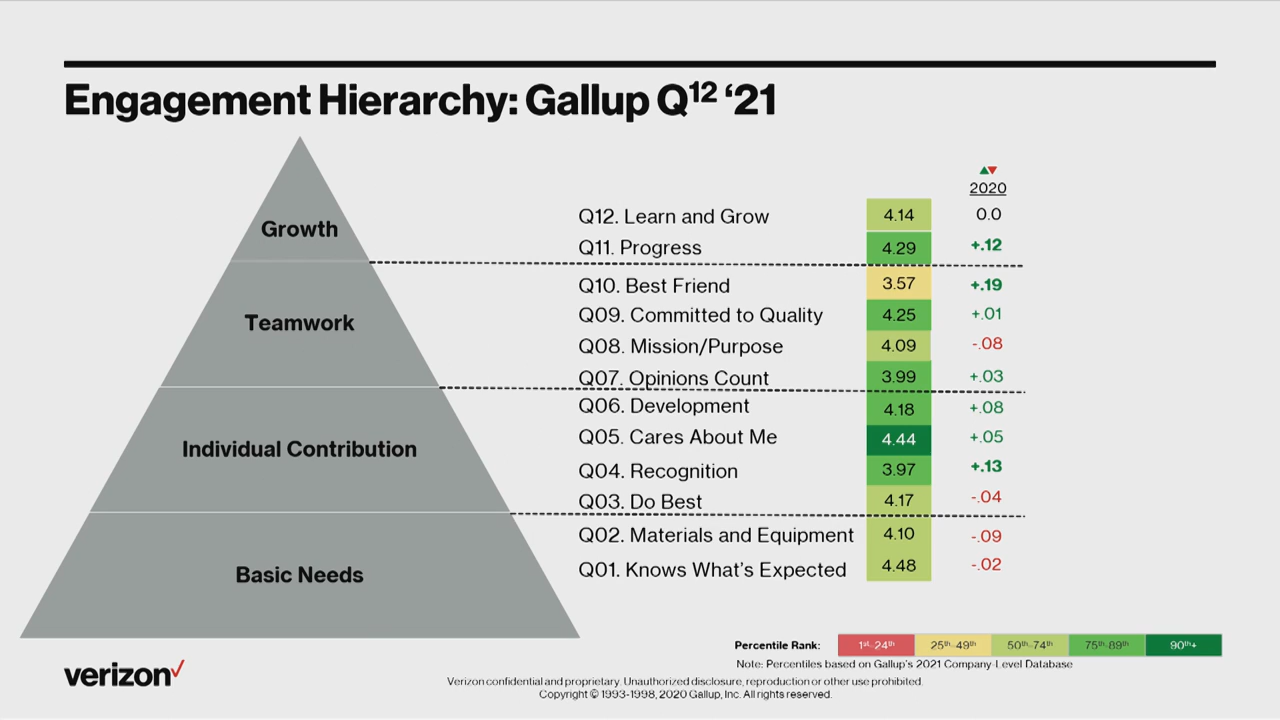 Engagement Hierarchy: Gallup Q12 ‘21
2020
Growth
Q12. Learn and Grow 4.14 0.0
Q11. Progress 4.29 +.12
Teamwork
Q10. Best Friend 3.57 +.19
Q09. Committed to Quality 4.25 +.01
Q08. Mission/Purpose 4.09 -.08
Q07. Opinions Count 3.99 +.03
Individual Contribution
Q06. Development 4.18 +.08
Q05. Cares About Me 4.44 +.05
Q04. Recognition 3.97 +.13
Q03. Do Best 4.17 -.04
Basic Needs
Q02. Materials and Equipment 4.10 -.09
Q01. Knows What’s Expected 4.48 -.02
Percentile Rank: 1st-24th 25th-49th 50th-74th 75th-89th 90th+
Note: Percentiles based on Gallup's 2021 Company-Level Database
verizon
Verizon confidential and proprietary. Unauthorized disclosure, reproduction or other use prohibited.
Copyright © 1993-1998, 2020 Gallup, Inc. All rights reserved.